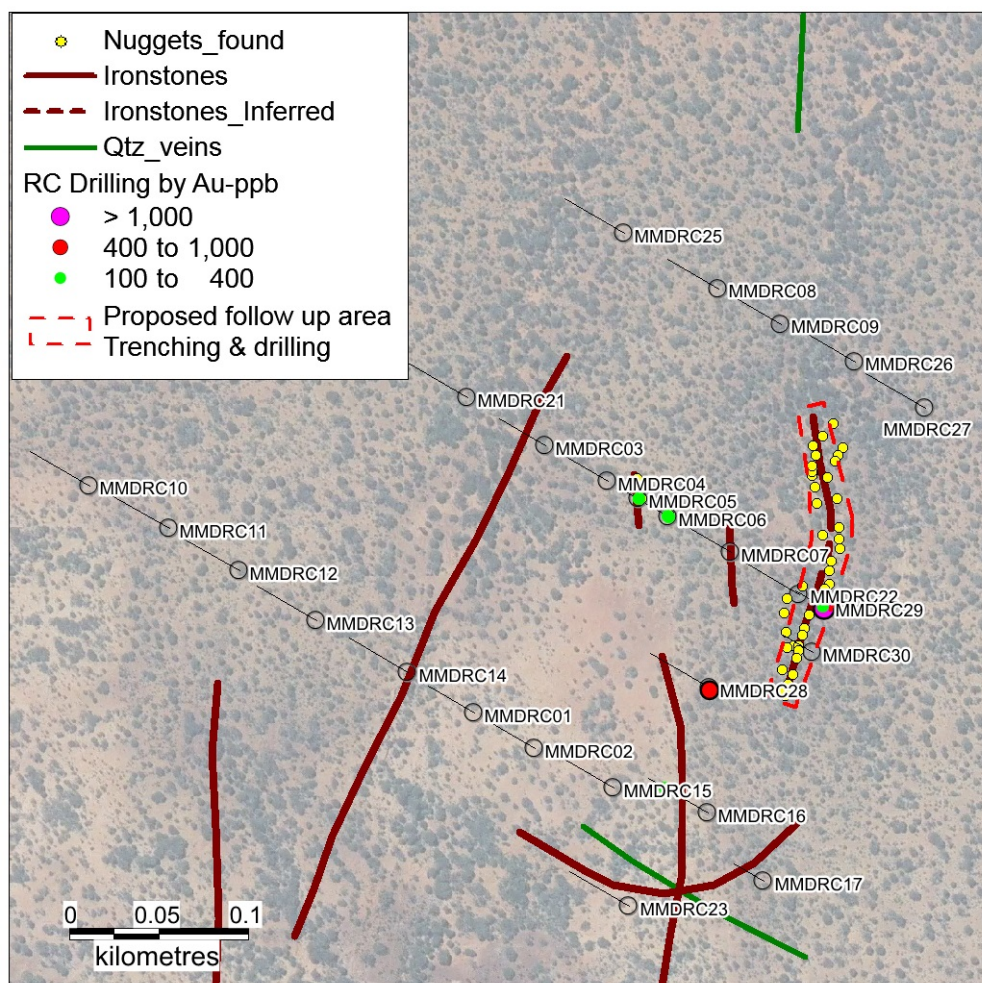 Nuggets_found
Ironstones
Ironstones_Inferred
Qtz_veins
RC Drilling by Au-ppb
> 1,000
400 to 1,000
100 to 400
Proposed follow up area
Trenching & drilling
MMDRC25
MMDRC08
MMDRC09
MMDRC26
MMDRC27
MMDRC21
MMDRC03
MMDRC04
MMDRC05
MMDRC06
MMDRC07
MMDRC22
MMDRC29
MMDRC30
MMDRC28
MMDRC10
MMDRC11
MMDRC12
MMDRC13
MMDRC14
MMDRC01
MMDRC02
MMDRC15
MMDRC16
MMDRC17
MMDRC23
0 0.05 0.1
kilometres